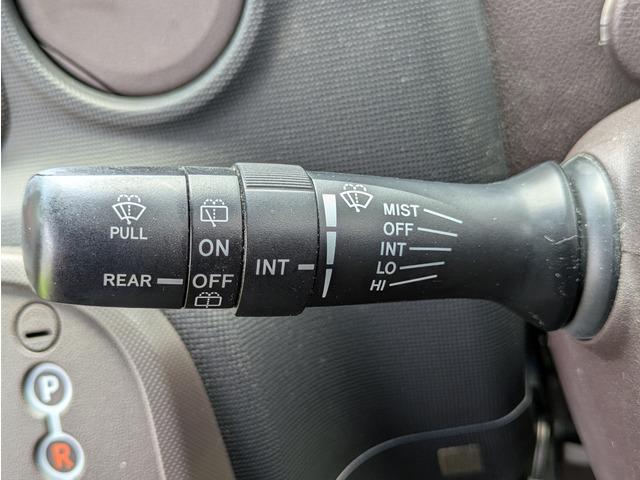 PULL
REAR
ON
OFF
INT
MIST
OFF
INT
LO
HI
P
R